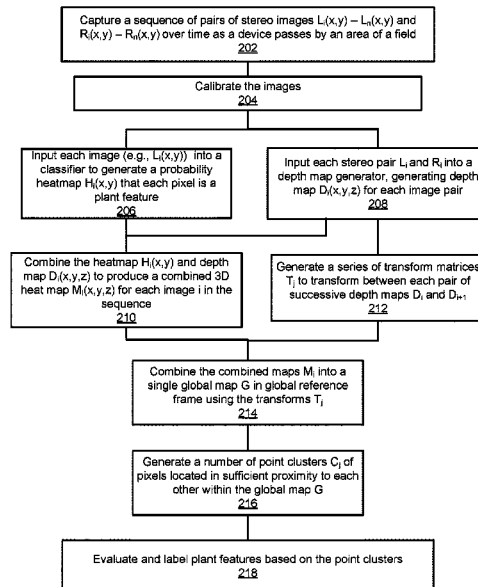 Capture a sequence of pairs of stereo images Lᵢ(x,y) – Lₙ(x,y) and
Rᵢ(x,y) – Rₙ(x,y) over time as a device passes by an area of a field
202
Calibrate the images
204
Input each image (e.g., Lᵢ(x,y)) into a
classifier to generate a probability
heatmap Hᵢ(x,y) that each pixel is a
plant feature
206
Input each stereo pair Lᵢ and Rᵢ into a
depth map generator, generating depth
map Dᵢ(x,y,z) for each image pair
208
Combine the heatmap Hᵢ(x,y) and depth
map Dᵢ(x,y,z) to produce a combined 3D
heat map Mᵢ(x,y,z) for each image i in the
sequence
210
Generate a series of transform matrices
Tⱼ to transform between each pair of
successive depth maps Dᵢ and Dᵢ₊₁
212
Combine the combined maps Mᵢ into a
single global map G in global reference
frame using the transforms Tⱼ
214
Generate a number of point clusters Cⱼ of
pixels located in sufficient proximity to each
other within the global map G
216
Evaluate and label plant features based on the point clusters
218